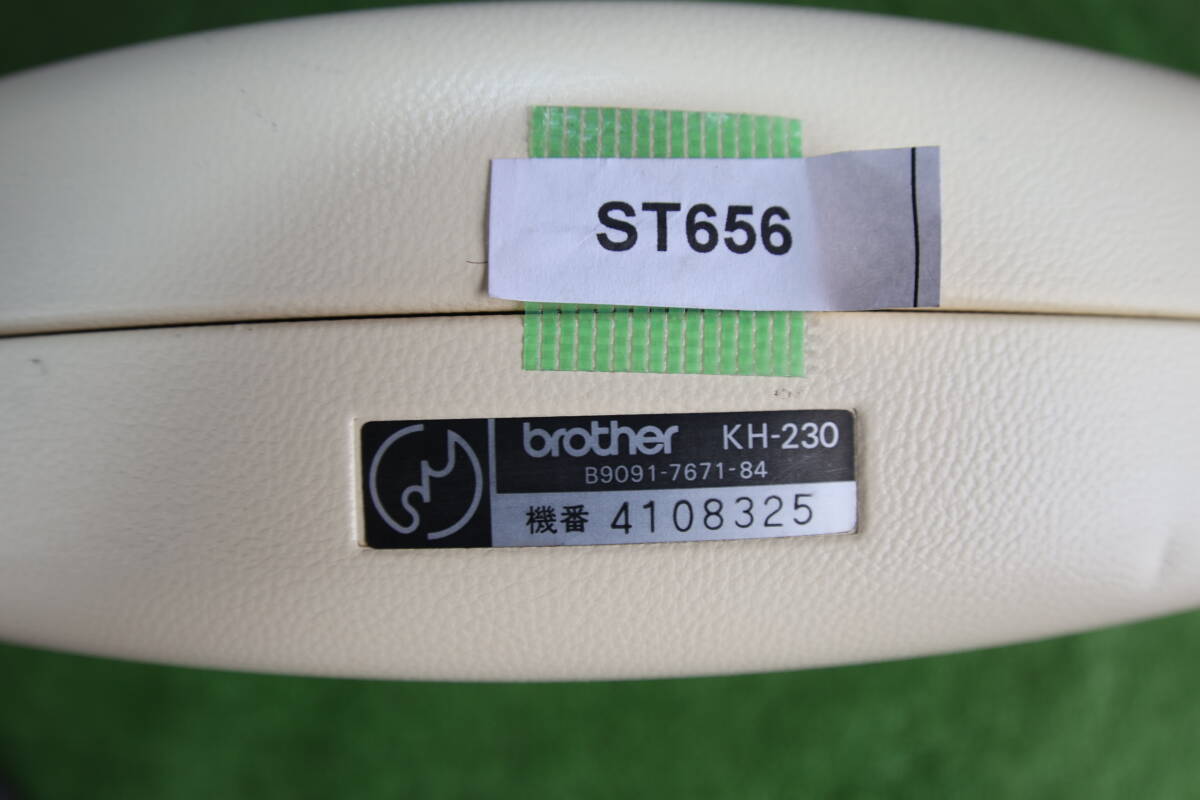 ST656
brother KH-230
B9091-7671-84
機番 4108325